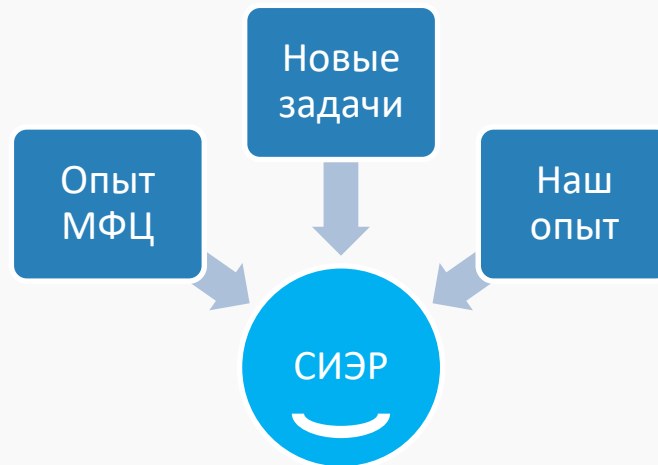 Новые
задачи
Опыт
МФЦ
Наш
опыт
СИЭР